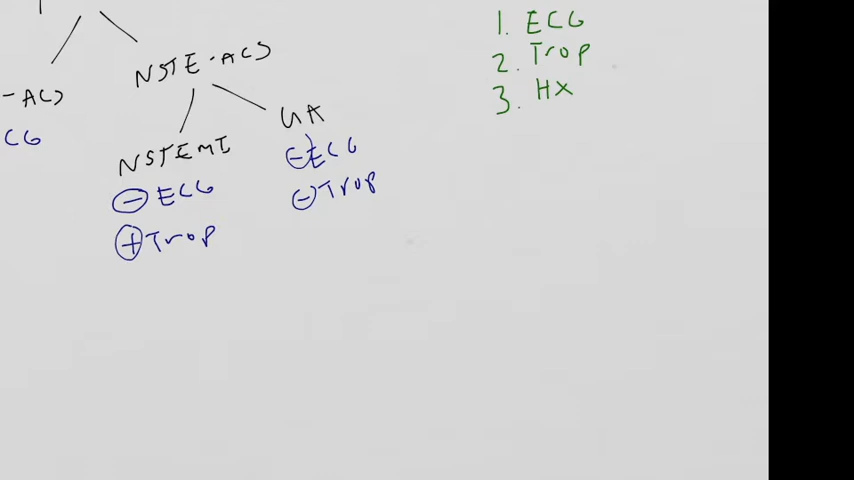 NSTE-ACS
-ACS
CG
NSTEMI
⊖ ECG
⊕ Trop
UA
⊖ ECG
⊖ Trop
1. ECG
2. Trop
3. Hx